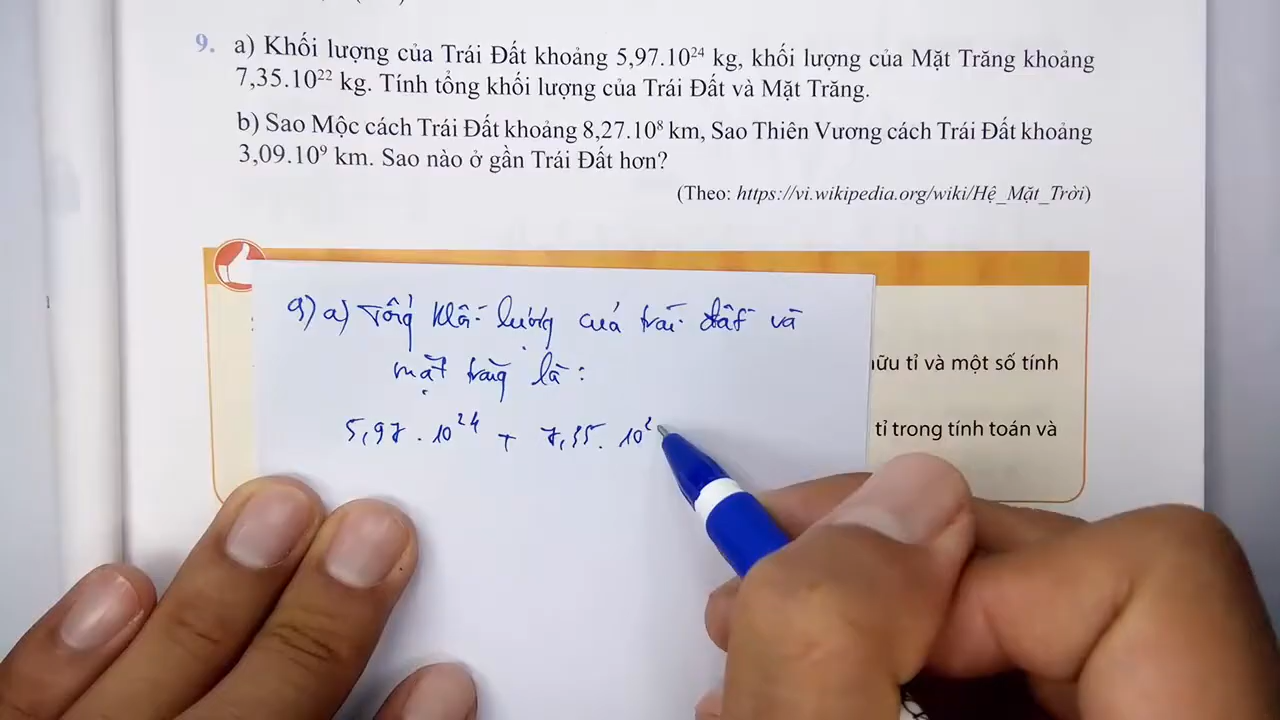 9. a) Khối lượng của Trái Đất khoảng 5,97.10²⁴ kg, khối lượng của Mặt Trăng khoảng
7,35.10²² kg. Tính tổng khối lượng của Trái Đất và Mặt Trăng.
b) Sao Mộc cách Trái Đất khoảng 8,27.10⁸ km, Sao Thiên Vương cách Trái Đất khoảng
3,09.10⁹ km. Sao nào ở gần Trái Đất hơn?
(Theo: https://vi.wikipedia.org/wiki/Hệ_Mặt_Trời)
9) a) Tổng khối lượng của trái đất và
mặt trăng là:
5,97 . 10²⁴ + 7,35. 10²
hữu tỉ và một số tính
tỉ trong tính toán và